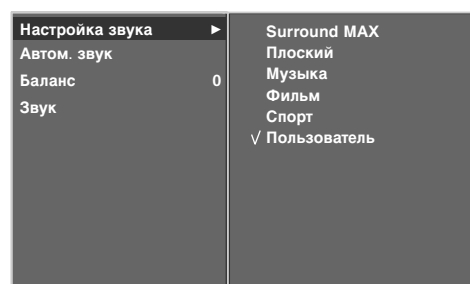 Настройка звука ►
Автом. звук
Баланс 0
Звук
Surround MAX
Плоский
Музыка
Фильм
Спорт
√ Пользователь